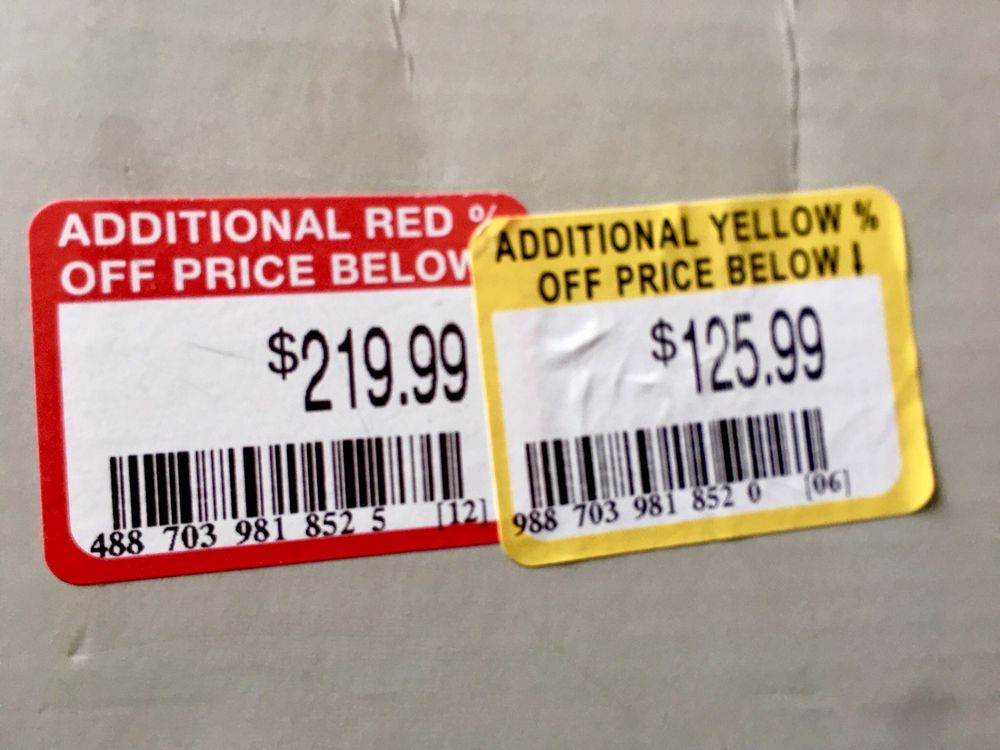 ADDITIONAL RED %
OFF PRICE BELOW
$219.99
488 703 981 852 5 [12]
ADDITIONAL YELLOW %
OFF PRICE BELOW ⬇
$125.99
988 703 981 852 0 [06]